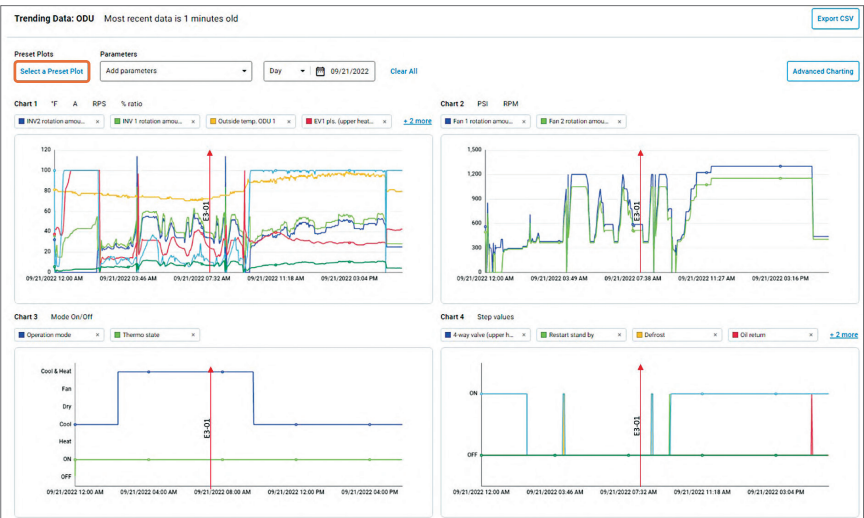 Trending Data: ODU Most recent data is 1 minutes old
Export CSV
Preset Plots Parameters
Select a Preset Plot Add parameters Day 09/21/2022 Clear All
Advanced Charting
Chart 1 °F A RPS % ratio
INV2 rotation amou... × INV 1 rotation amou... × Outside temp. ODU 1 × EV1 pls. (upper heat... × + 2 more
120
100
80
60
40
20
0
E3-01
09/21/2022 12:00 AM 09/21/2022 03:46 AM 09/21/2022 07:32 AM 09/21/2022 11:18 AM 09/21/2022 03:04 PM
Chart 2 PSI RPM
Fan 1 rotation amou... × Fan 2 rotation amou... ×
1,500
1,200
900
600
300
0
E3-01
09/21/2022 12:00 AM 09/21/2022 03:49 AM 09/21/2022 07:38 AM 09/21/2022 11:27 AM 09/21/2022 03:16 PM
Chart 3 Mode On/Off
Operation mode × Thermo state ×
Cool & Heat
Fan
Dry
Cool
Heat
ON
OFF
E3-01
09/21/2022 12:00 AM 09/21/2022 04:00 AM 09/21/2022 08:00 AM 09/21/2022 12:00 PM 09/21/2022 04:00 PM
Chart 4 Step values
4-way valve (upper h... × Restart stand by × Defrost × Oil return × + 2 more
ON
OFF
E3-01
09/21/2022 12:00 AM 09/21/2022 03:46 AM 09/21/2022 07:32 AM 09/21/2022 11:18 AM 09/21/2022 03:04 PM